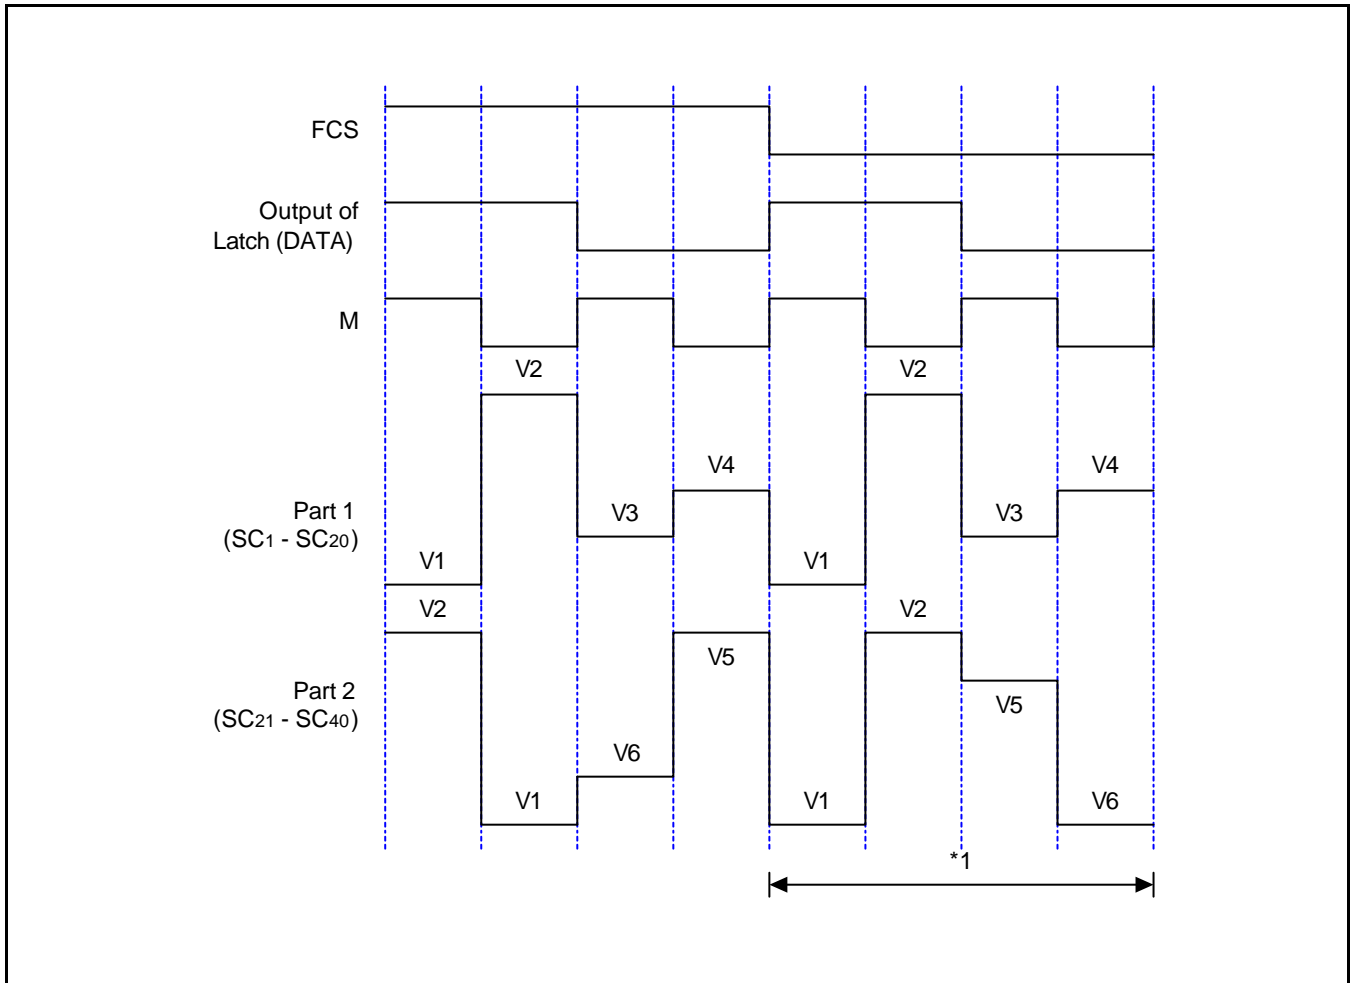 FCS
Output of
Latch (DATA)
M
V2 V2
V4 V4
Part 1
(SC1 - SC20)
V3 V3
V1 V1
V2 V2
V5
Part 2
(SC21 - SC40)
V5
V6
V1 V1 V6
*1